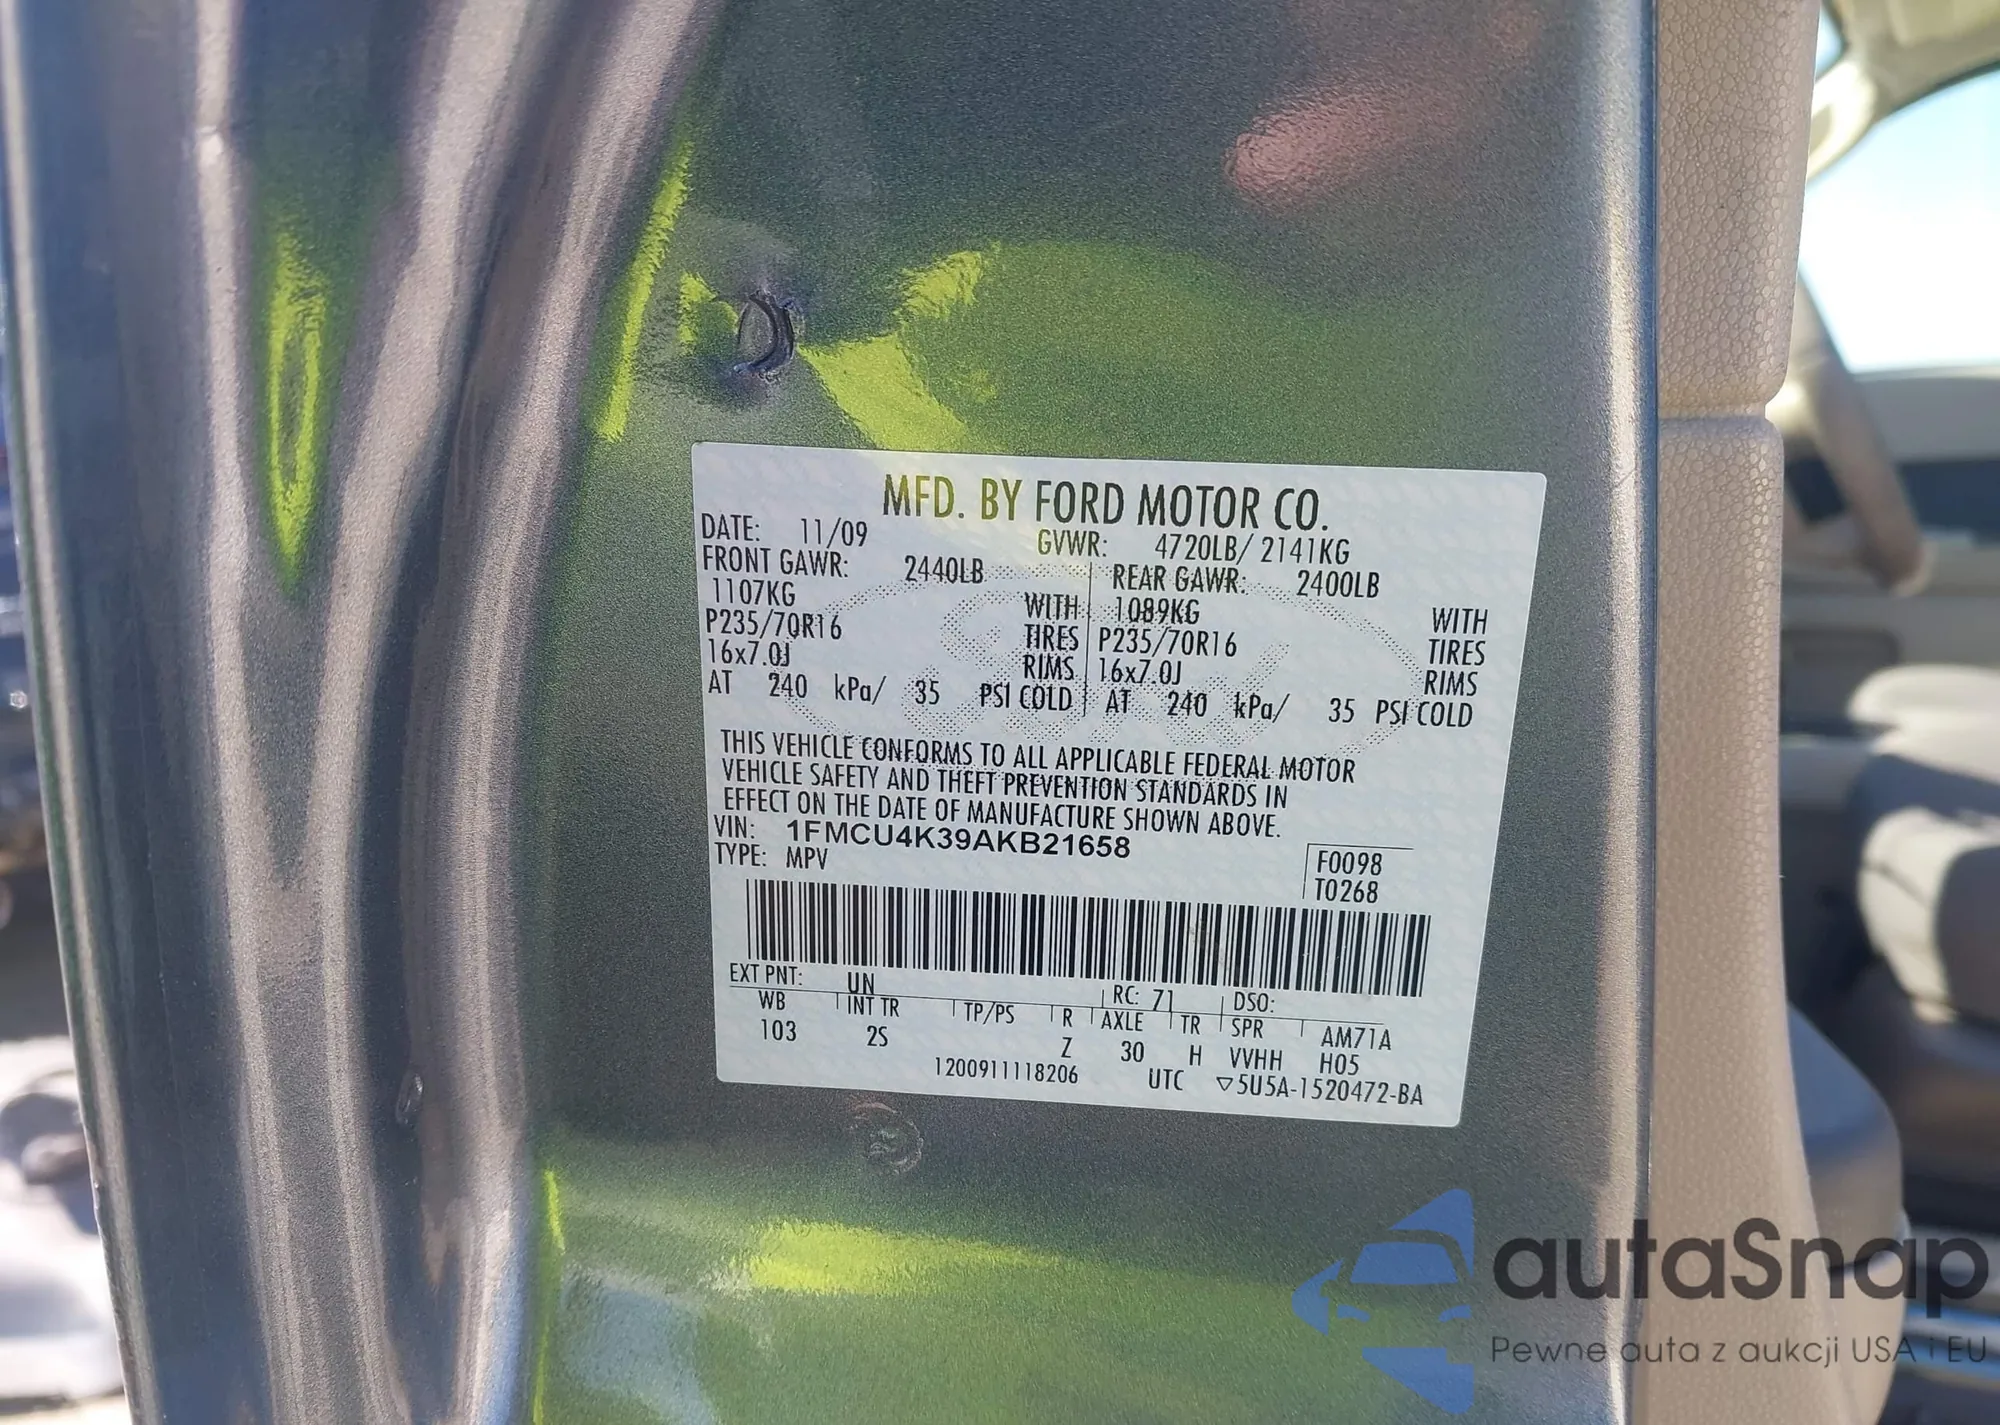 MFD. BY FORD MOTOR CO.
DATE: 11/09 GVWR: 4720LB/ 2141KG
FRONT GAWR: 2440LB REAR GAWR: 2400LB
1107KG WITH 1089KG WITH
P235/70R16 TIRES P235/70R16 TIRES
16x7.0J RIMS 16x7.0J RIMS
AT 240 kPa/ 35 PSI COLD AT 240 kPa/ 35 PSI COLD
THIS VEHICLE CONFORMS TO ALL APPLICABLE FEDERAL MOTOR
VEHICLE SAFETY AND THEFT PREVENTION STANDARDS IN
EFFECT ON THE DATE OF MANUFACTURE SHOWN ABOVE.
VIN: 1FMCU4K39AKB21658
TYPE: MPV F0098
T0268
EXT PNT: UN RC: 71 DSO:
WB INT TR TP/PS R AXLE TR SPR AM71A
103 2S Z 30 H VVHH H05
1200911118206 UTC ▽5U5A-1520472-BA
autaSnap
Pewne auta z aukcji USA i EU